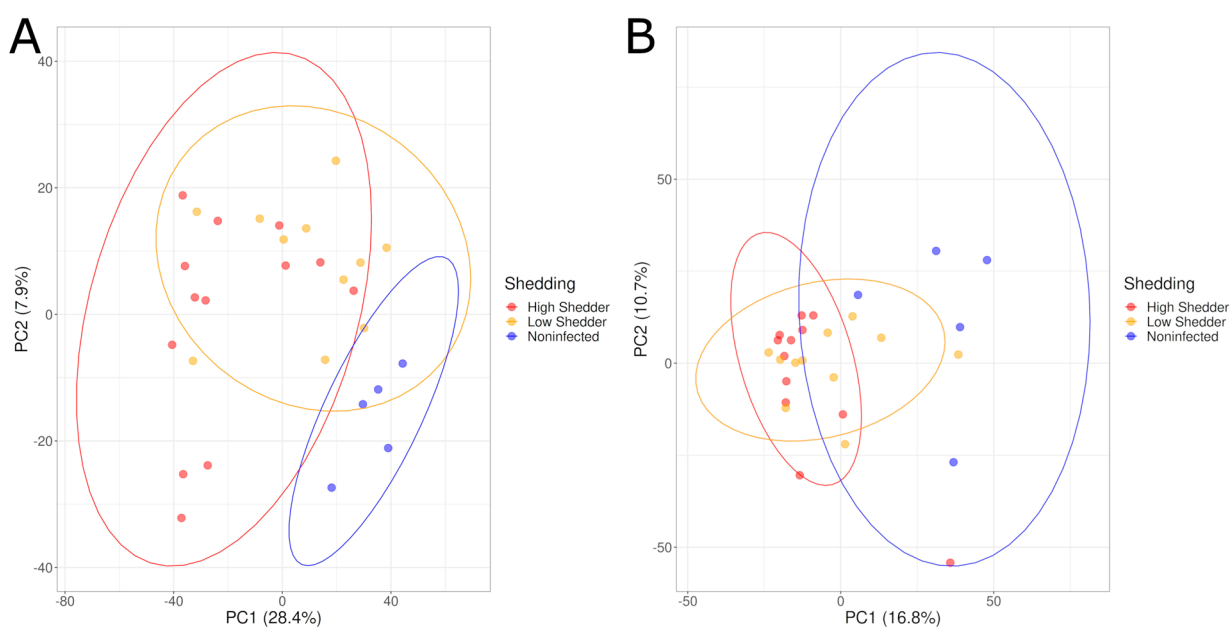 A
40
20
0
-20
-40
PC2 (7.9%)
-80
-40
0
40
PC1 (28.4%)
Shedding
High Shedder
Low Shedder
Noninfected
B
50
0
-50
PC2 (10.7%)
-50
0
50
PC1 (16.8%)
Shedding
High Shedder
Low Shedder
Noninfected